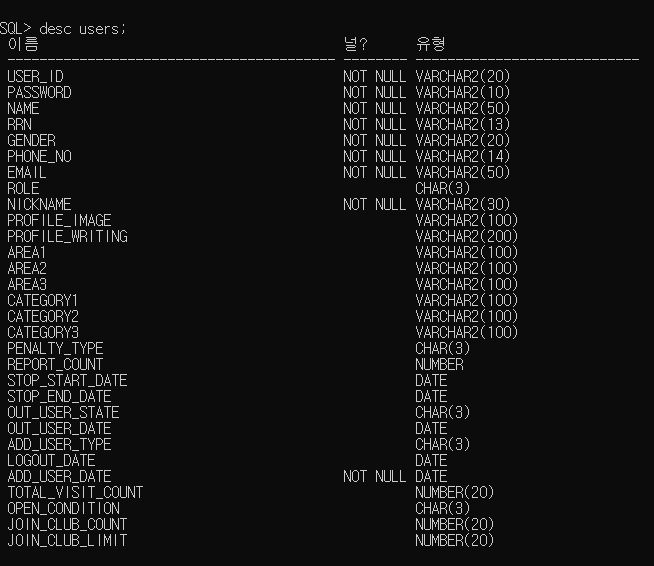 SQL> desc users;
이름 널? 유형
----------------------------------------- -------- ----------------------------
USER_ID NOT NULL VARCHAR2(20)
PASSWORD NOT NULL VARCHAR2(10)
NAME NOT NULL VARCHAR2(50)
RRN NOT NULL VARCHAR2(13)
GENDER NOT NULL VARCHAR2(20)
PHONE_NO NOT NULL VARCHAR2(14)
EMAIL NOT NULL VARCHAR2(50)
ROLE CHAR(3)
NICKNAME NOT NULL VARCHAR2(30)
PROFILE_IMAGE VARCHAR2(100)
PROFILE_WRITING VARCHAR2(200)
AREA1 VARCHAR2(100)
AREA2 VARCHAR2(100)
AREA3 VARCHAR2(100)
CATEGORY1 VARCHAR2(100)
CATEGORY2 VARCHAR2(100)
CATEGORY3 VARCHAR2(100)
PENALTY_TYPE CHAR(3)
REPORT_COUNT NUMBER
STOP_START_DATE DATE
STOP_END_DATE DATE
OUT_USER_STATE CHAR(3)
OUT_USER_DATE DATE
ADD_USER_TYPE CHAR(3)
LOGOUT_DATE DATE
ADD_USER_DATE NOT NULL DATE
TOTAL_VISIT_COUNT NUMBER(20)
OPEN_CONDITION CHAR(3)
JOIN_CLUB_COUNT NUMBER(20)
JOIN_CLUB_LIMIT NUMBER(20)